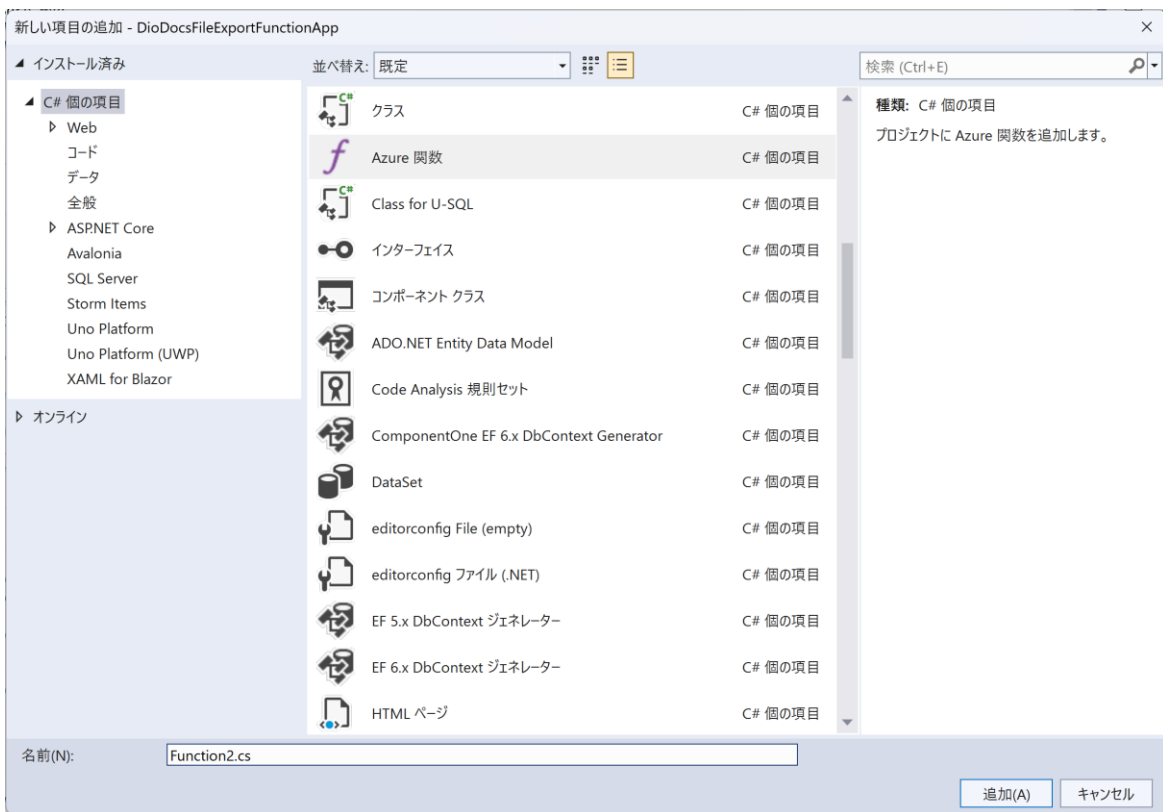 新しい項目の追加 - DioDocsFileExportFunctionApp
インストール済み
並べ替え: 既定
検索 (Ctrl+E)
C# 個の項目
Web
コード
データ
全般
ASP.NET Core
Avalonia
SQL Server
Storm Items
Uno Platform
Uno Platform (UWP)
XAML for Blazor
オンライン
クラス C# 個の項目
Azure 関数 C# 個の項目
Class for U-SQL C# 個の項目
インターフェイス C# 個の項目
コンポーネント クラス C# 個の項目
ADO.NET Entity Data Model C# 個の項目
Code Analysis 規則セット C# 個の項目
ComponentOne EF 6.x DbContext Generator C# 個の項目
DataSet C# 個の項目
editorconfig File (empty) C# 個の項目
editorconfig ファイル (.NET) C# 個の項目
EF 5.x DbContext ジェネレーター C# 個の項目
EF 6.x DbContext ジェネレーター C# 個の項目
HTML ページ C# 個の項目
種類: C# 個の項目
プロジェクトに Azure 関数を追加します。
名前(N): Function2.cs
追加(A) キャンセル